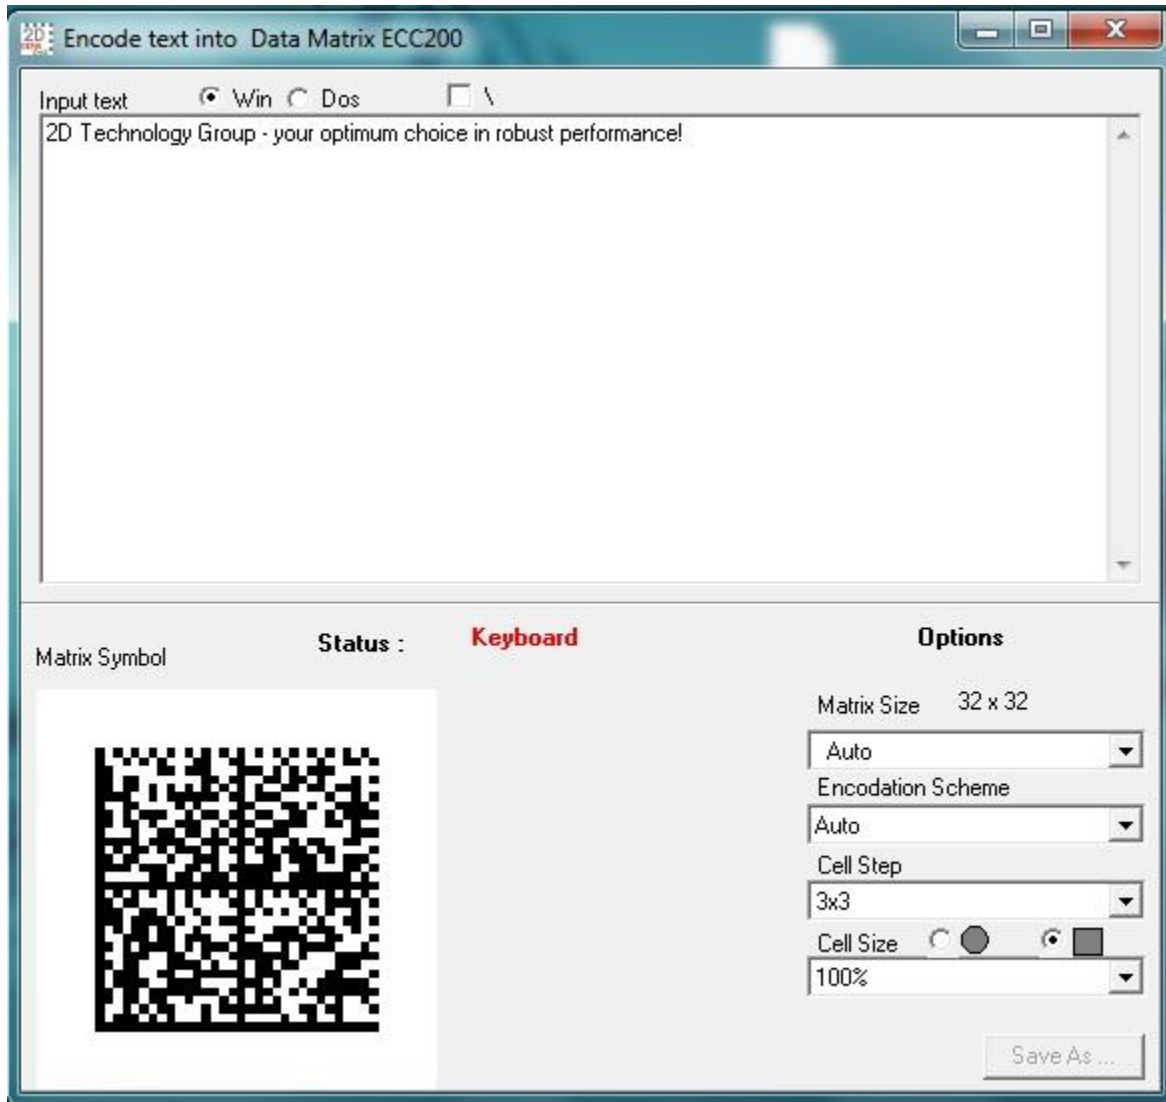 2D Encode text into Data Matrix ECC200
Input text Win Dos \
2D Technology Group - your optimum choice in robust performance!
Status : Keyboard Options
Matrix Symbol
Matrix Size 32 x 32
Auto
Encodation Scheme
Auto
Cell Step
3x3
Cell Size
100%
Save As ...